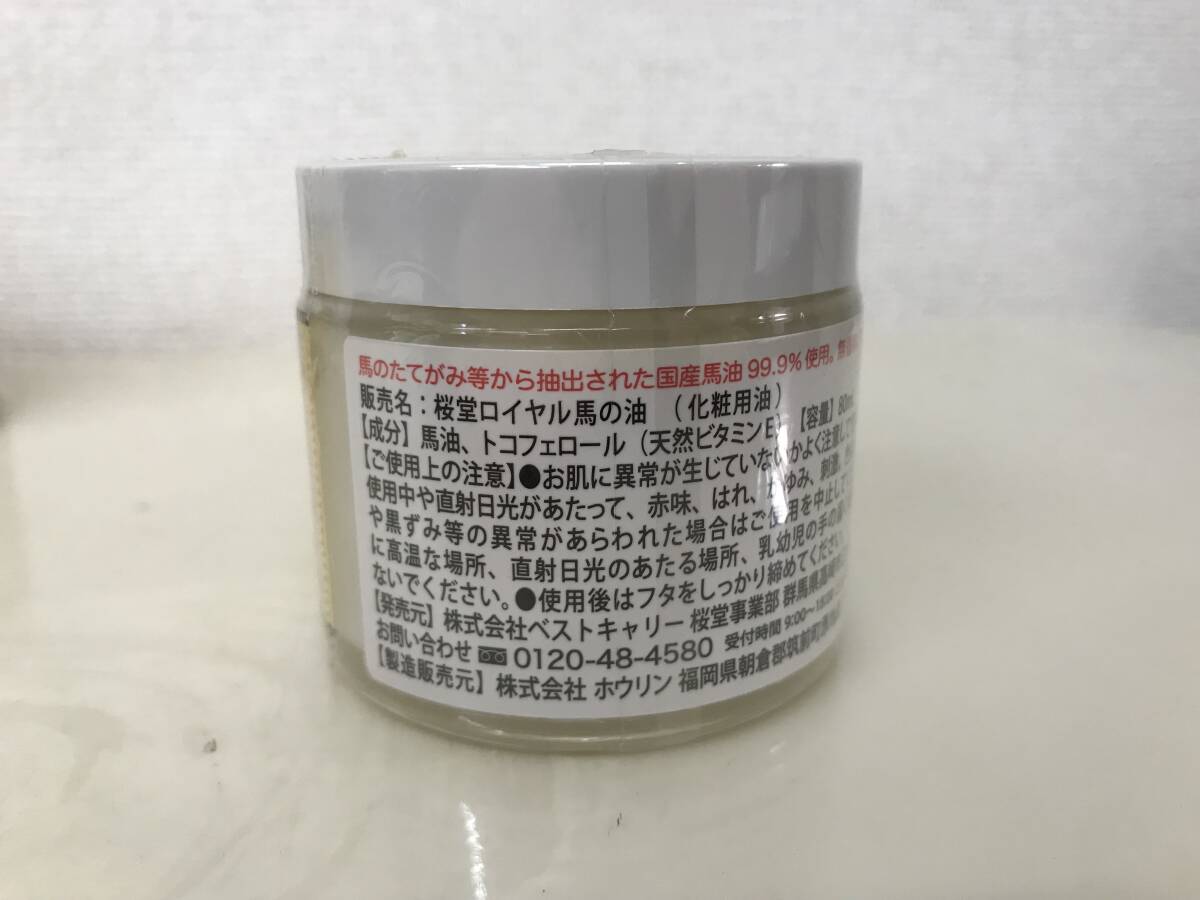 馬のたてがみ等から抽出された国産馬油99.9%使用。無
販売名：桜堂ロイヤル馬の油 （化粧用油）
【成分】馬油、トコフェロール（天然ビタミンE）【容量】80m
【ご使用上の注意】●お肌に異常が生じていないかよく注意して
使用中や直射日光があたって、赤味、はれ、かゆみ、刺激、
や黒ずみ等の異常があらわれた場合はご使用を中止して
に高温な場所、直射日光のあたる場所、乳幼児の手の
ないでください。●使用後はフタをしっかり締めてください。
【発売元】株式会社ベストキャリー 桜堂事業部 群馬県高崎市
お問い合わせ 0120-48-4580 受付時間 9:00〜18:00
【製造販売元】株式会社 ホウリン 福岡県朝倉郡筑前町